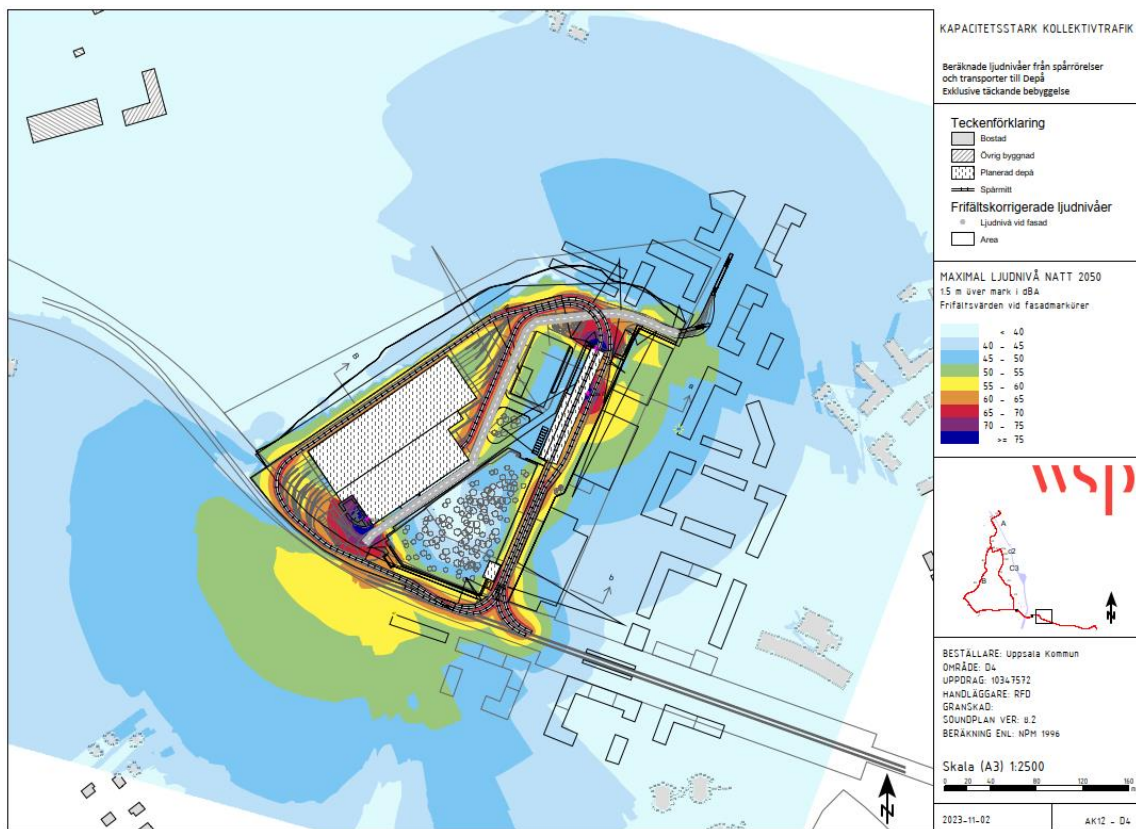 KAPACITETSSTARK KOLLEKTIVTRAFIK
Beräknade ljudnivåer från spårrörelser
och transporter till Depå
Exklusive täckande bebyggelse
Teckenförklaring
Bostad
Övrig byggnad
Planerad depå
Spårmitt
Frifältskorrigerade ljudnivåer
Ljudnivå vid fasad
Area
MAXIMAL LJUDNIVÅ NATT 2050
1.5 m över mark i dBA
Frifältsvärden vid fasadmarkürer
< 40
40 - 45
45 - 50
50 - 55
55 - 60
60 - 65
65 - 70
70 - 75
>= 75
wsp
A
c2
C3
B
N
BESTÄLLARE: Uppsala Kommun
OMRÅDE: D4
UPPDRAG: 10347572
HANDLÄGGARE: RFD
GRANSKAD:
SOUNDPLAN VER: 8.2
BERÄKNING ENL: NPM 1996
Skala (A3) 1:2500
0 20 40 80 120 160
m
N
2023-11-02
AK12 - D4
B
a
b